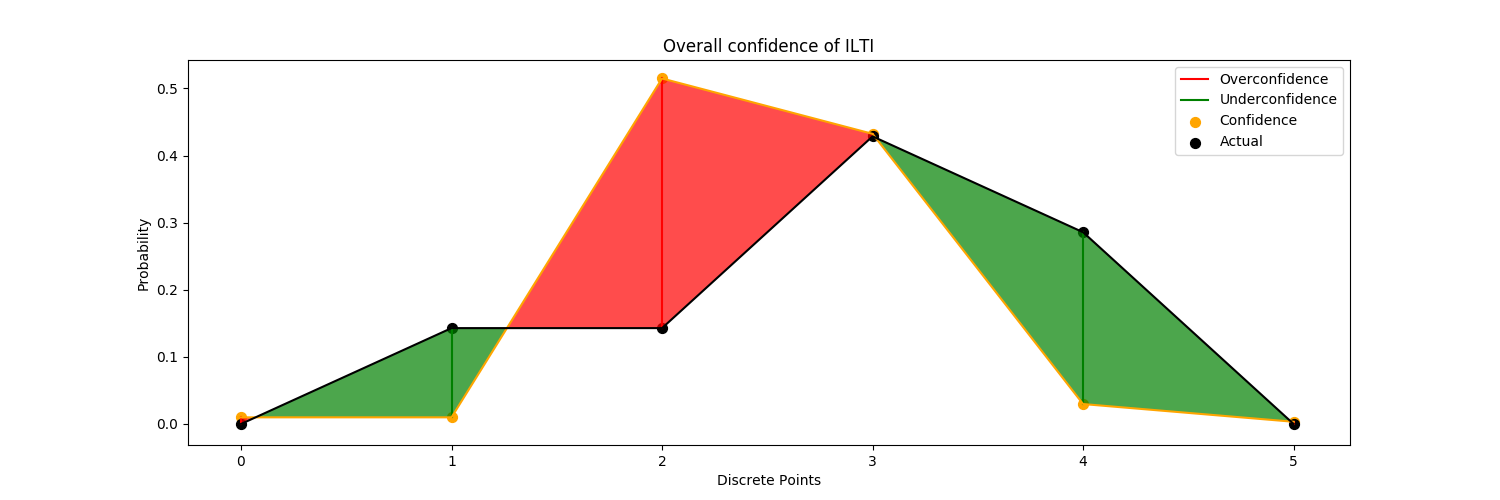 Overall confidence of ILTI
Overconfidence
Underconfidence
Confidence
Actual
0.5
0.4
0.3
0.2
0.1
0.0
Probability
0 1 2 3 4 5
Discrete Points